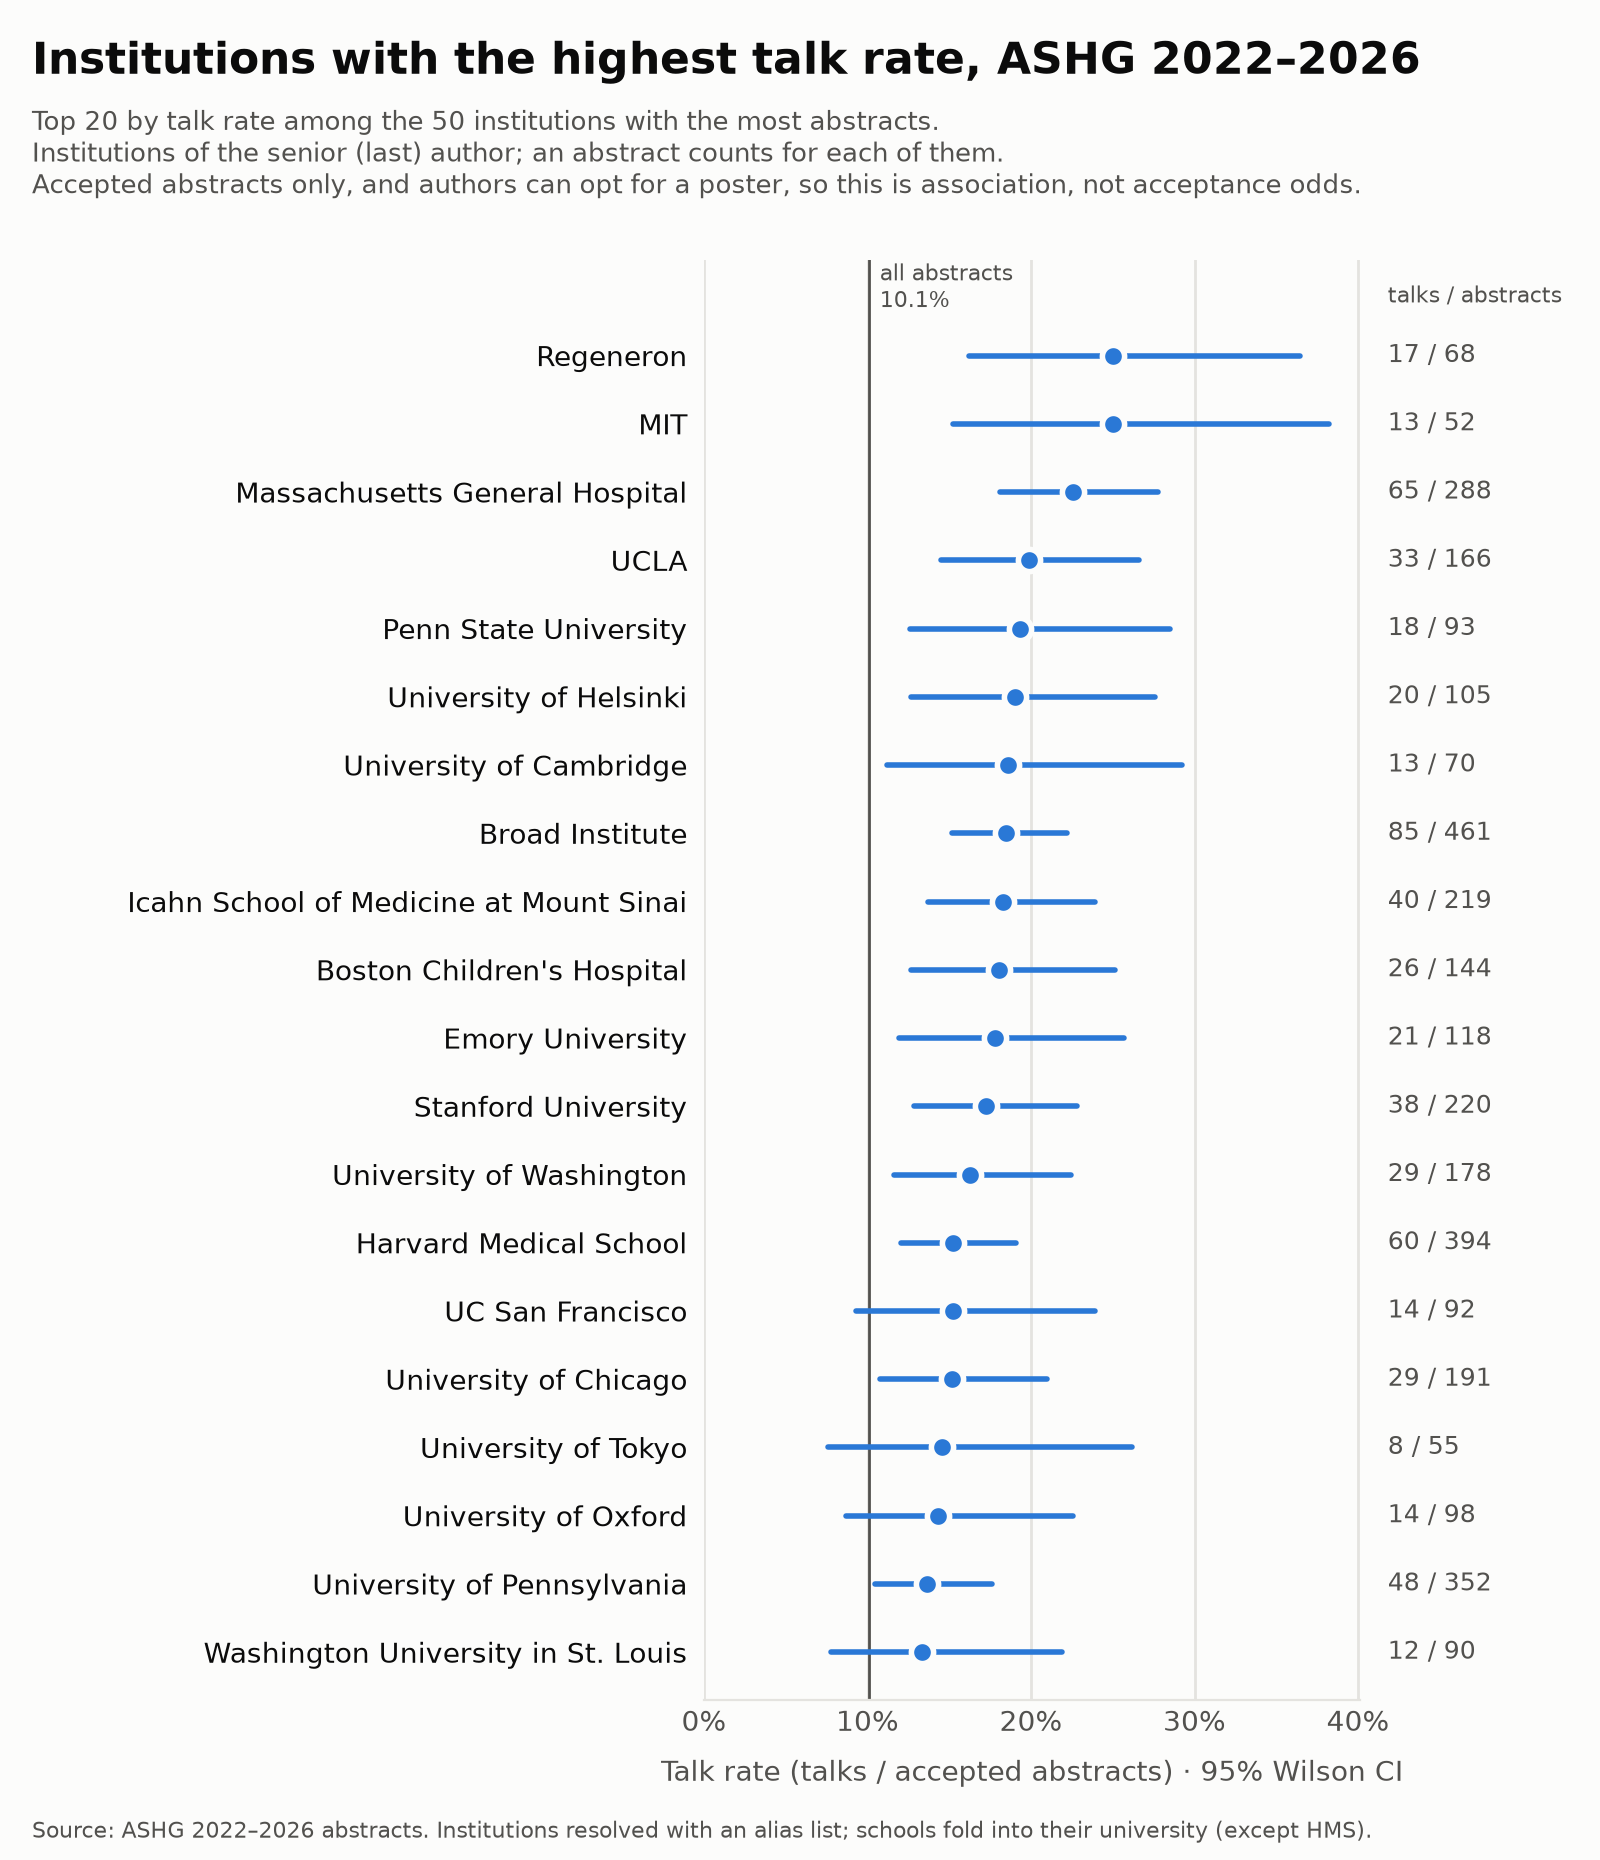 Institutions with the highest talk rate, ASHG 2022–2026
Top 20 by talk rate among the 50 institutions with the most abstracts.
Institutions of the senior (last) author; an abstract counts for each of them.
Accepted abstracts only, and authors can opt for a poster, so this is association, not acceptance odds.
all abstracts
10.1%
talks / abstracts
Regeneron 17 / 68
MIT 13 / 52
Massachusetts General Hospital 65 / 288
UCLA 33 / 166
Penn State University 18 / 93
University of Helsinki 20 / 105
University of Cambridge 13 / 70
Broad Institute 85 / 461
Icahn School of Medicine at Mount Sinai 40 / 219
Boston Children's Hospital 26 / 144
Emory University 21 / 118
Stanford University 38 / 220
University of Washington 29 / 178
Harvard Medical School 60 / 394
UC San Francisco 14 / 92
University of Chicago 29 / 191
University of Tokyo 8 / 55
University of Oxford 14 / 98
University of Pennsylvania 48 / 352
Washington University in St. Louis 12 / 90
0% 10% 20% 30% 40%
Talk rate (talks / accepted abstracts) · 95% Wilson CI
Source: ASHG 2022–2026 abstracts. Institutions resolved with an alias list; schools fold into their university (except HMS).